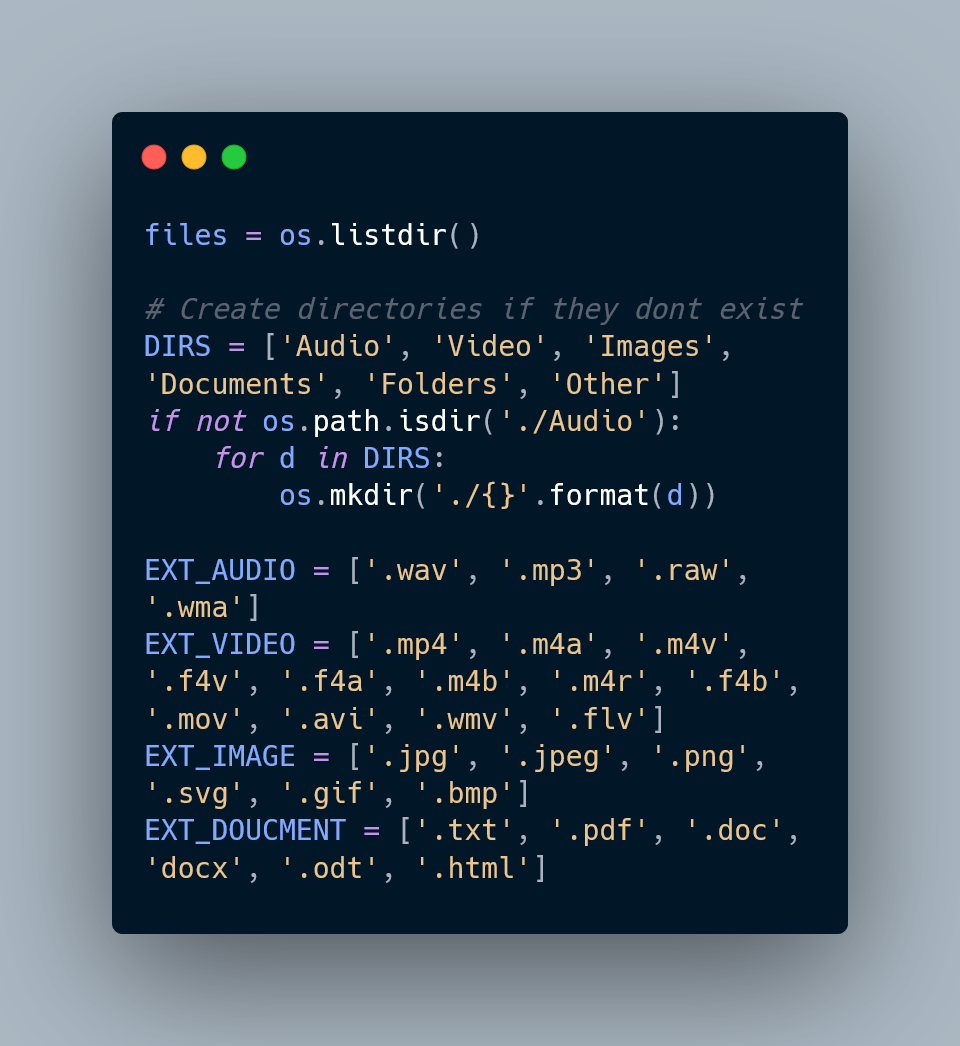 files = os.listdir()

# Create directories if they dont exist
DIRS = ['Audio', 'Video', 'Images',
'Documents', 'Folders', 'Other']
if not os.path.isdir('./Audio'):
    for d in DIRS:
        os.mkdir('./{}'.format(d))

EXT_AUDIO = ['.wav', '.mp3', '.raw',
'.wma']
EXT_VIDEO = ['.mp4', '.m4a', '.m4v',
'.f4v', '.f4a', '.m4b', '.m4r', '.f4b',
'.mov', '.avi', '.wmv', '.flv']
EXT_IMAGE = ['.jpg', '.jpeg', '.png',
'.svg', '.gif', '.bmp']
EXT_DOUCMENT = ['.txt', '.pdf', '.doc',
'docx', '.odt', '.html']